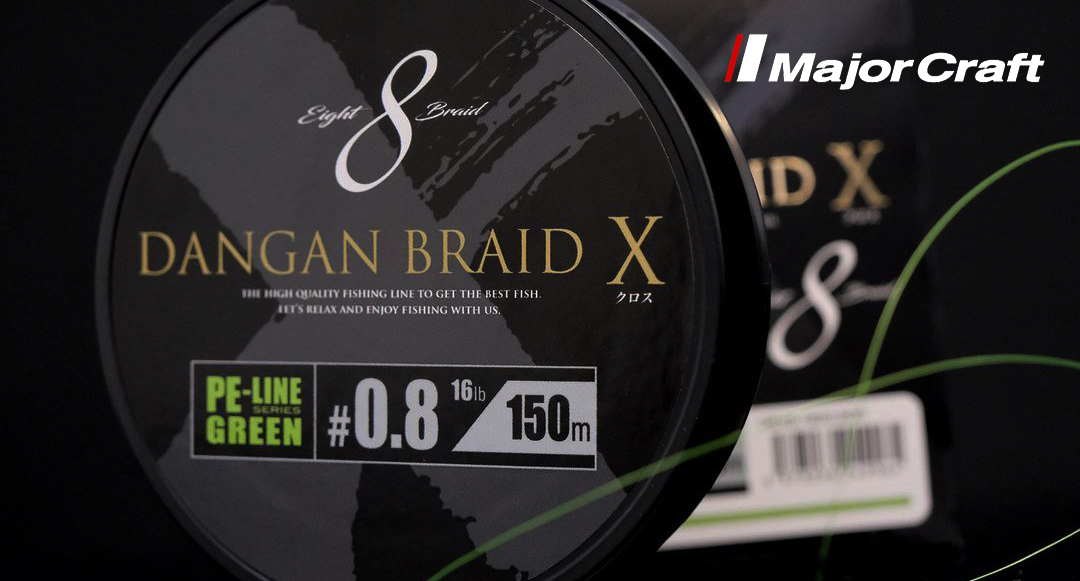 Major Craft
Eight 8 Braid
DANGAN BRAID X
クロス
THE HIGH QUALITY FISHING LINE TO GET THE BEST FISH.
LET'S RELAX AND ENJOY FISHING WITH US.
PE-LINE
SERIES
GREEN
#0.8 16lb 150m
ID X
8